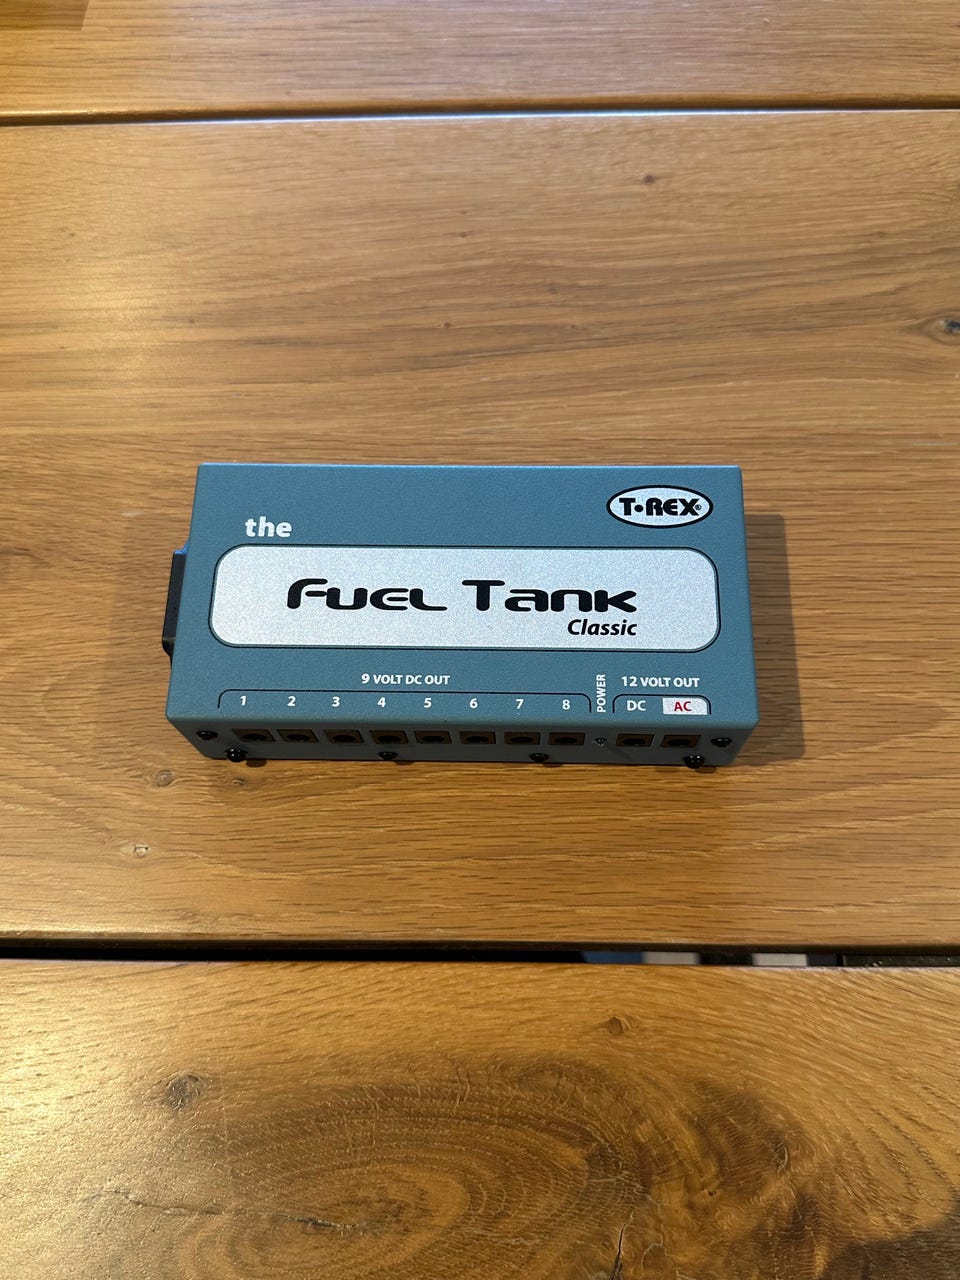 T-REX®
the
Fuel Tank
Classic
9 VOLT DC OUT
1 2 3 4 5 6 7 8
POWER
12 VOLT OUT
DC AC